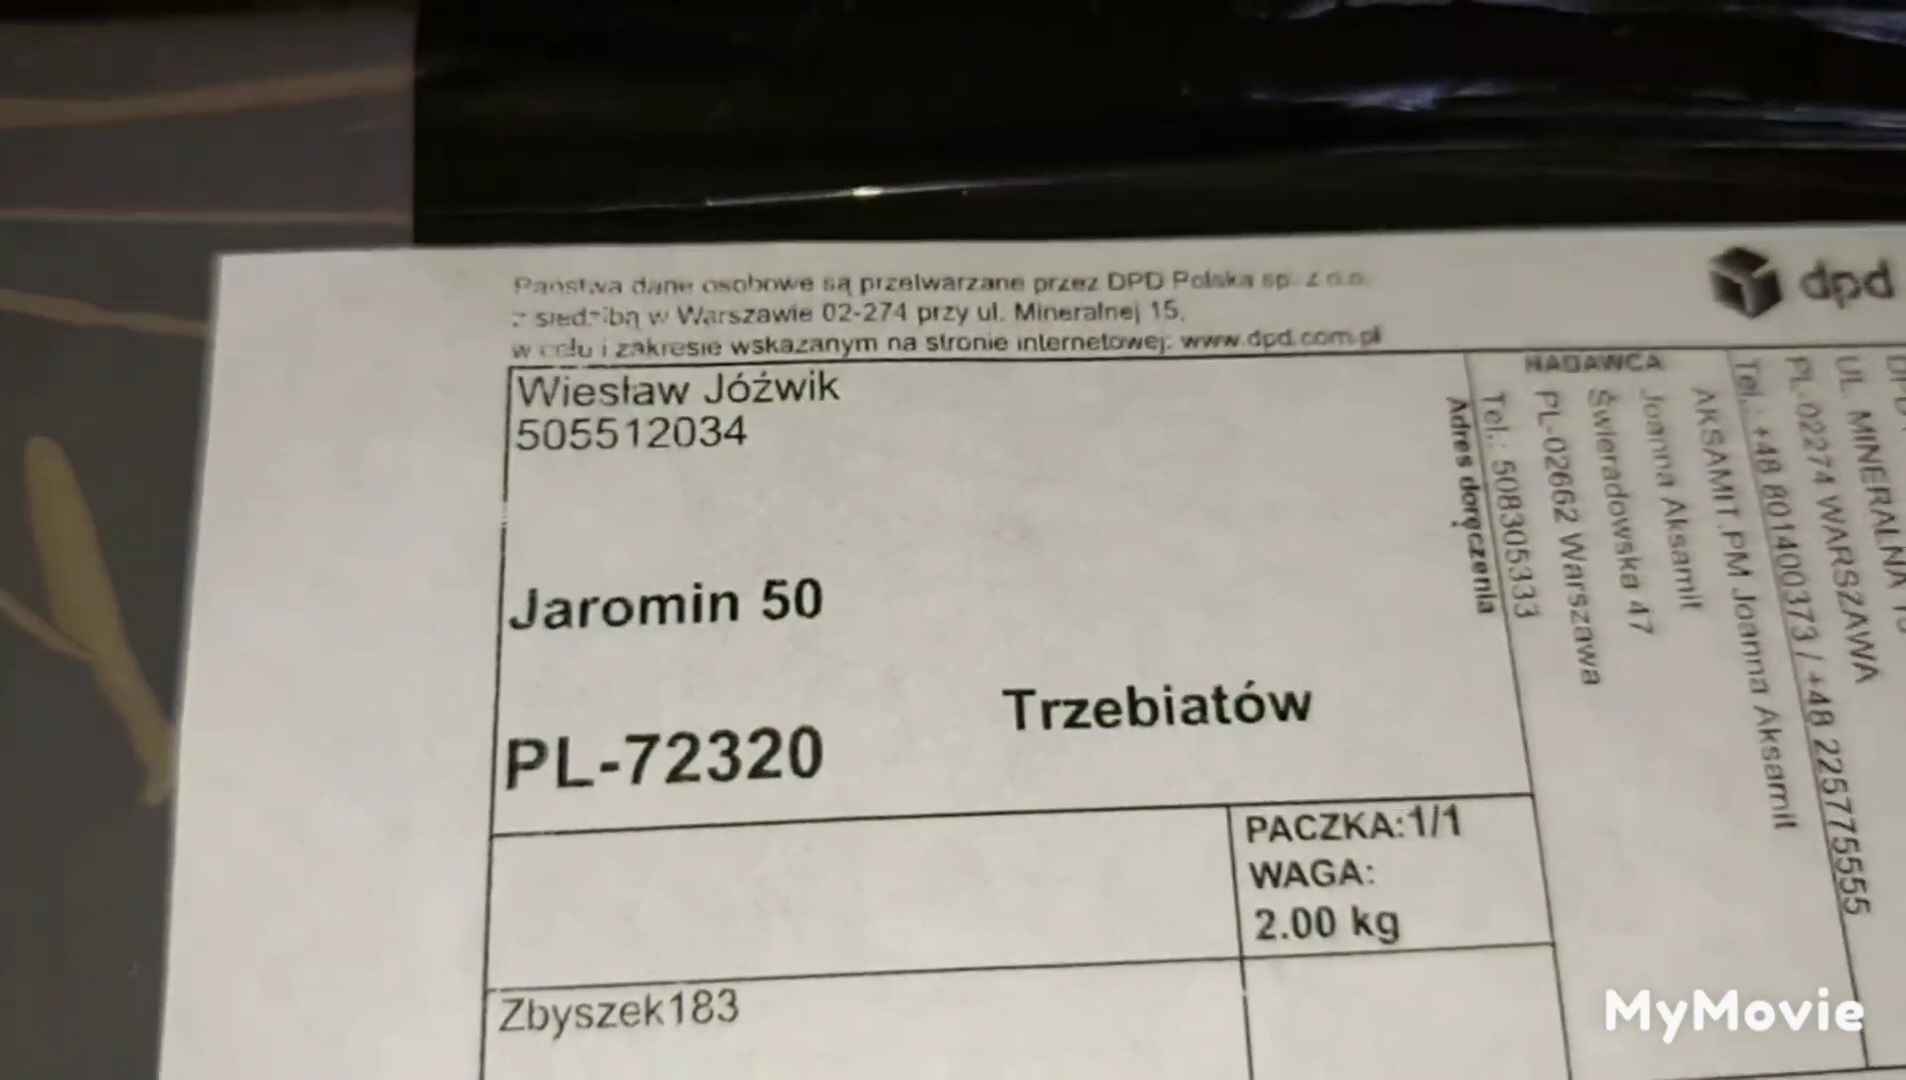 Państwa dane osobowe są przetwarzane przez DPD Polska sp. z o.o.
z siedzibą w Warszawie 02-274 przy ul. Mineralnej 15,
w celu i zakresie wskazanym na stronie internetowej: www.dpd.com.pl
dpd
Wiesław Jóźwik
505512034
Jaromin 50
PL-72320
Trzebiatów
PACZKA:1/1
WAGA:
2.00 kg
Zbyszek183
Adres doręczenia
NADAWCA
Tel.: 508305333
PL-02662 Warszawa
Świeradowska 47
Joanna Aksamit
AKSAMIT.PM Joanna Aksamit
Tel.: +48 801400373 / +48 225775555
PL-02274 WARSZAWA
UL. MINERALNA 15
MyMovie